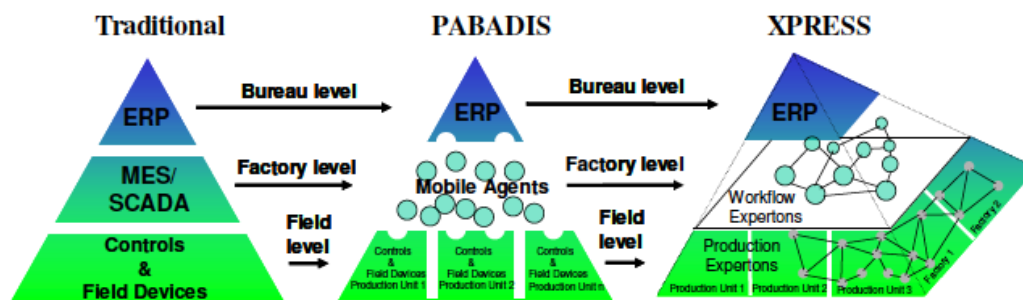 Traditional
PABADIS
XPRESS
ERP
Bureau level
ERP
Bureau level
ERP
MES/
SCADA
Factory level
Mobile Agents
Factory level
Workflow
Expertons
Controls
&
Field Devices
Field
level
Controls
&
Field Devices
Production Unit 1
Controls
&
Field Devices
Production Unit 2
Controls
&
Field Devices
Production Unit n
Field
level
Production
Expertons
Production Unit 1
Production Unit 2
Production Unit 3
Factory 1
Factory 2